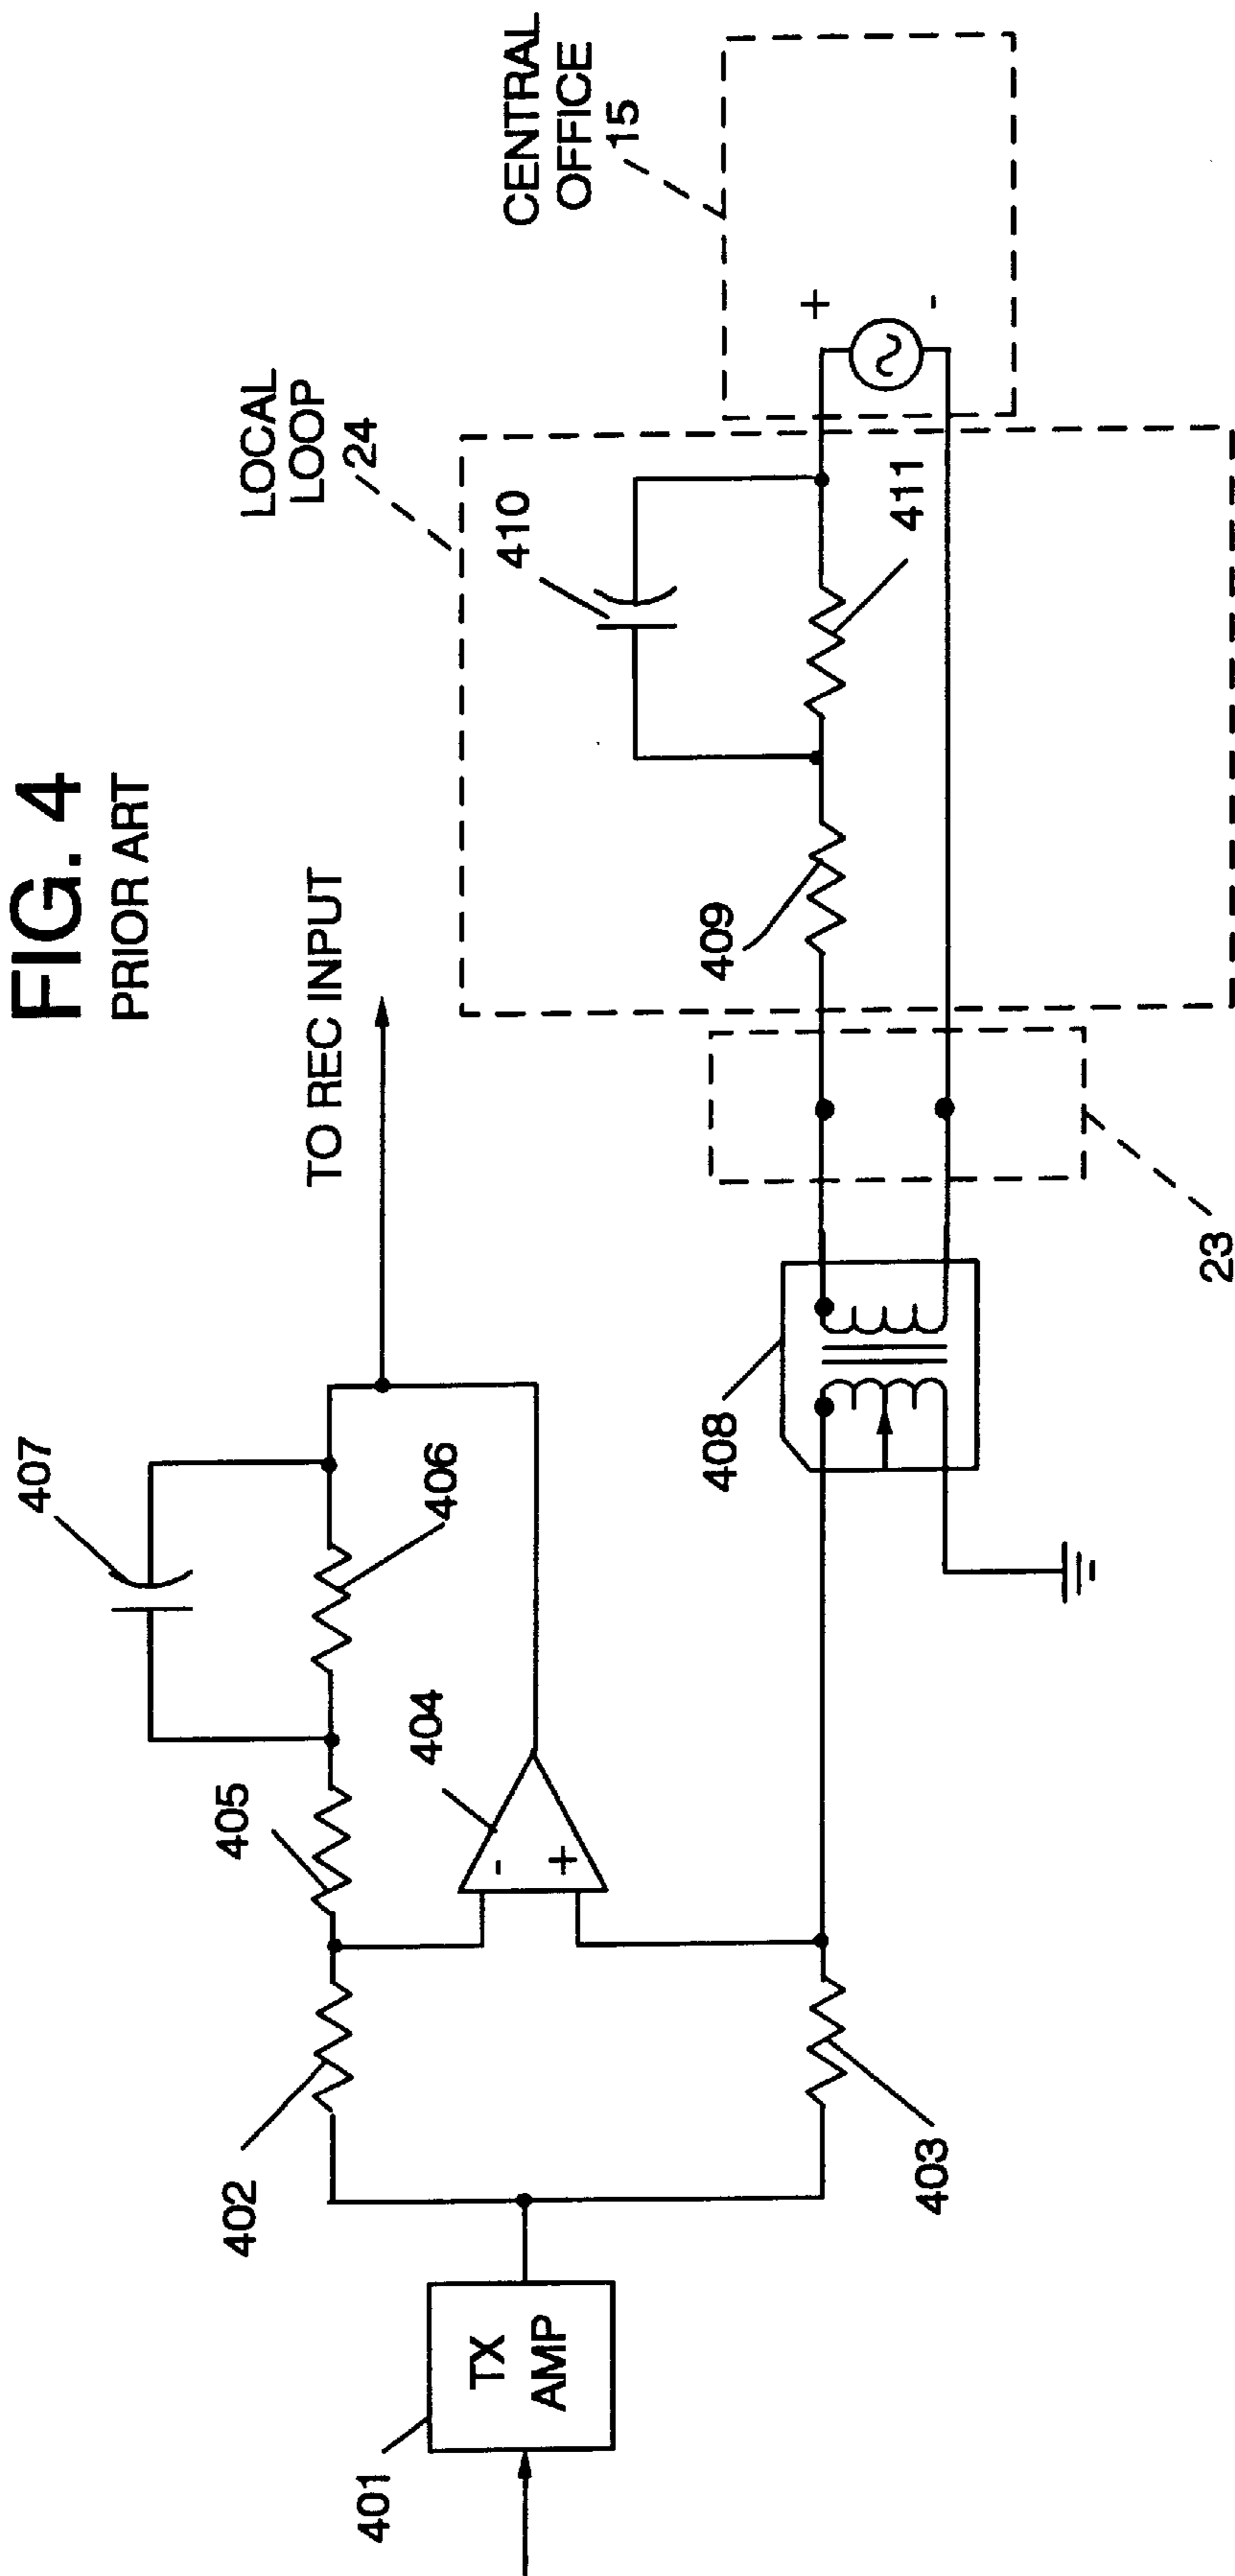 FIG. 4
PRIOR ART
TO REC INPUT
LOCAL
LOOP
24
CENTRAL
OFFICE
15
407
406
405
404
402
403
401
TX
AMP
-
+
408
23
409
410
411
+
-